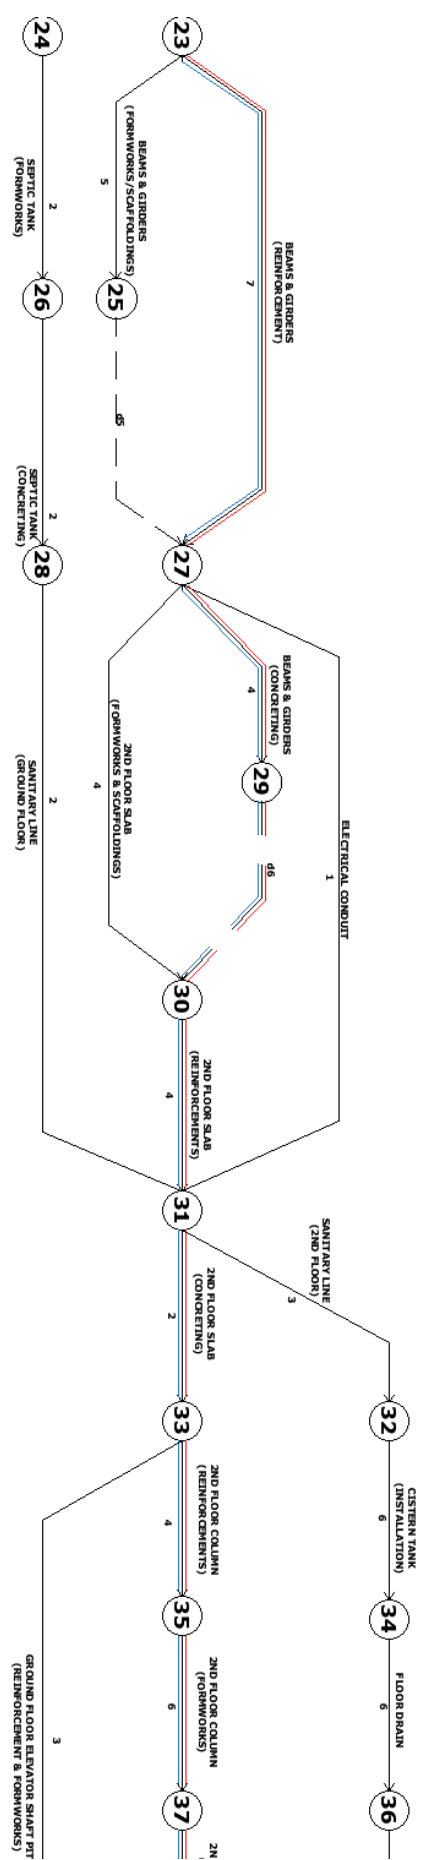 24
23
BEAMS & GIRDERS
(FORMWORKS/SCAFFOLDINGS)
5
SEPTIC TANK
(FORMWORKS)
2
BEAMS & GIRDERS
(REINFORCEMENT)
7
26
25
d5
SEPTIC TANK
(CONCRETING)
2
28
27
BEAMS & GIRDERS
(CONCRETING)
4
29
2ND FLOOR SLAB
(FORMWORKS & SCAFFOLDINGS)
4
SANITARY LINE
(GROUND FLOOR)
2
ELECTRICAL CONDUIT
1
d6
30
2ND FLOOR SLAB
(REINFORCEMENTS)
4
31
SANITARY LINE
(2ND FLOOR)
3
2ND FLOOR SLAB
(CONCRETING)
2
33
32
2ND FLOOR COLUMN
(REINFORCEMENTS)
4
CISTERN TANK
(INSTALLATION)
6
35
34
2ND FLOOR COLUMN
(FORMWORKS)
6
FLOOR DRAIN
6
GROUND FLOOR ELEVATOR SHAFT PIT
(REINFORCEMENT & FORMWORKS)
3
37
36
2N